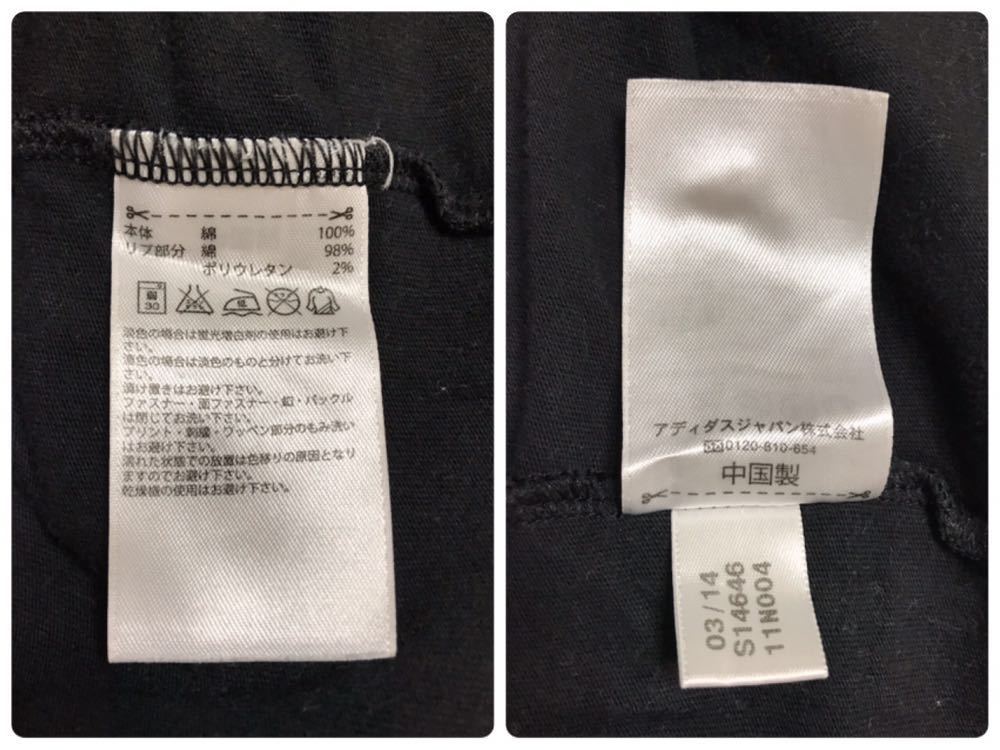 本体 綿 100%
リブ部分 綿 98%
ポリウレタン 2%
弱
30
低
淡色の場合は蛍光増白剤の使用はお避け下
さい。
濃色の場合は淡色のものと分けてお洗い下
さい。
漬け置きはお避け下さい。
ファスナー・面ファスナー・釦・バックル
は閉じてお洗い下さい。
プリント・刺繍・ワッペン部分のもみ洗い
はお避け下さい。
濡れた状態での放置は色移りの原因となり
ますのでお避け下さい。
乾燥機の使用はお避け下さい。
アディダスジャパン株式会社
0120-810-654
中国製
03/14
S14646
11N004